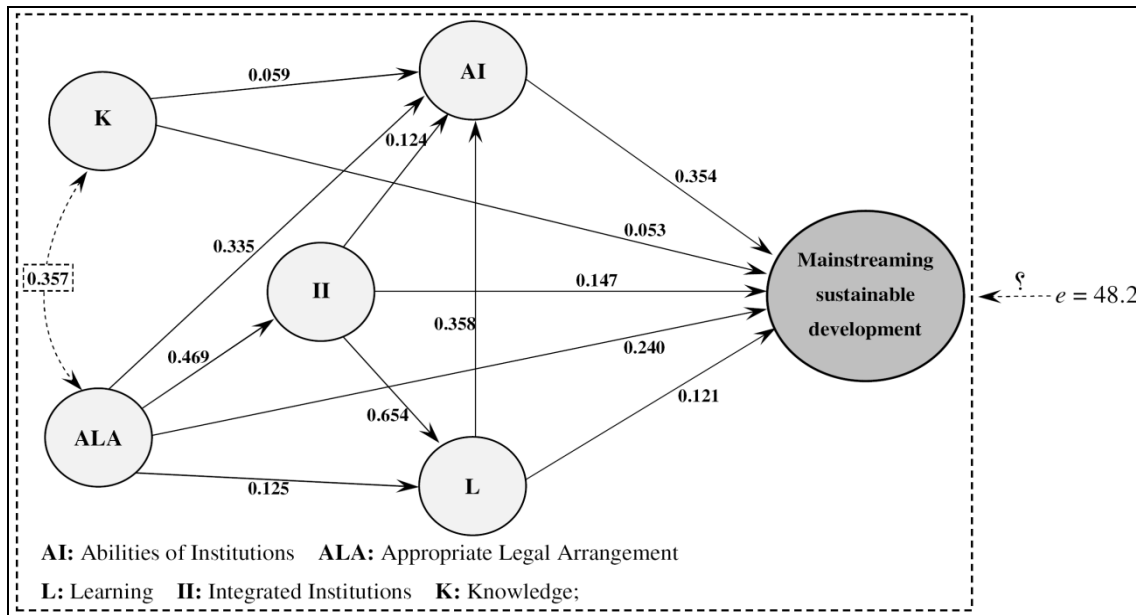 0.059
AI
K
0.124
0.354
0.335
0.053
0.357
II
0.147
Mainstreaming
sustainable
development
؟
e = 48.2
0.358
0.469
0.240
0.654
0.121
ALA
0.125
L
AI: Abilities of Institutions ALA: Appropriate Legal Arrangement
L: Learning II: Integrated Institutions K: Knowledge;